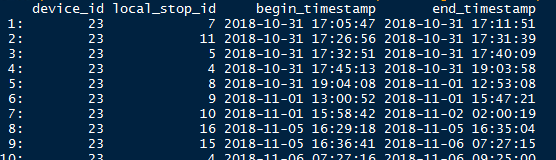 device_id local_stop_id begin_timestamp end_timestamp
1: 23 7 2018-10-31 17:05:47 2018-10-31 17:11:51
2: 23 11 2018-10-31 17:26:56 2018-10-31 17:31:39
3: 23 5 2018-10-31 17:32:51 2018-10-31 17:40:09
4: 23 4 2018-10-31 17:45:13 2018-10-31 19:03:58
5: 23 8 2018-10-31 19:04:08 2018-11-01 12:53:08
6: 23 9 2018-11-01 13:00:52 2018-11-01 15:47:21
7: 23 10 2018-11-01 15:58:42 2018-11-02 02:00:19
8: 23 16 2018-11-05 16:29:18 2018-11-05 16:35:04
9: 23 15 2018-11-05 16:36:41 2018-11-06 07:27:15
10: 23 4 2018-11-06 07:27:16 2018-11-06 09:25:00